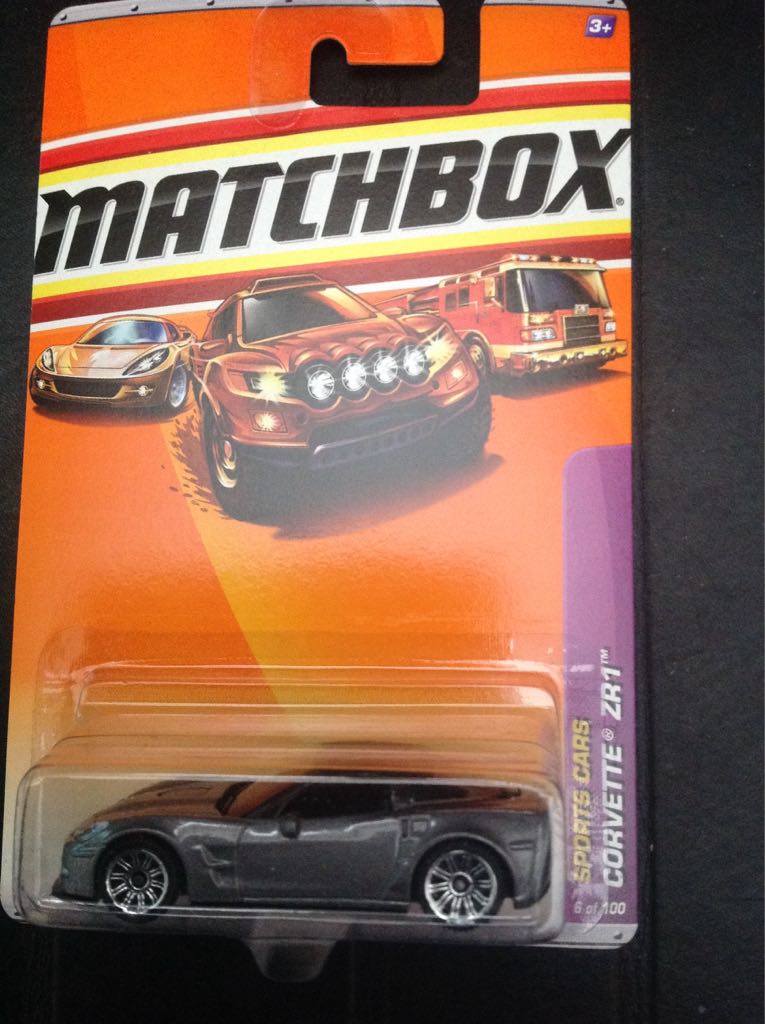 3+
MATCHBOX®
SPORTS CARS
CORVETTE® ZR1™
6 of 100